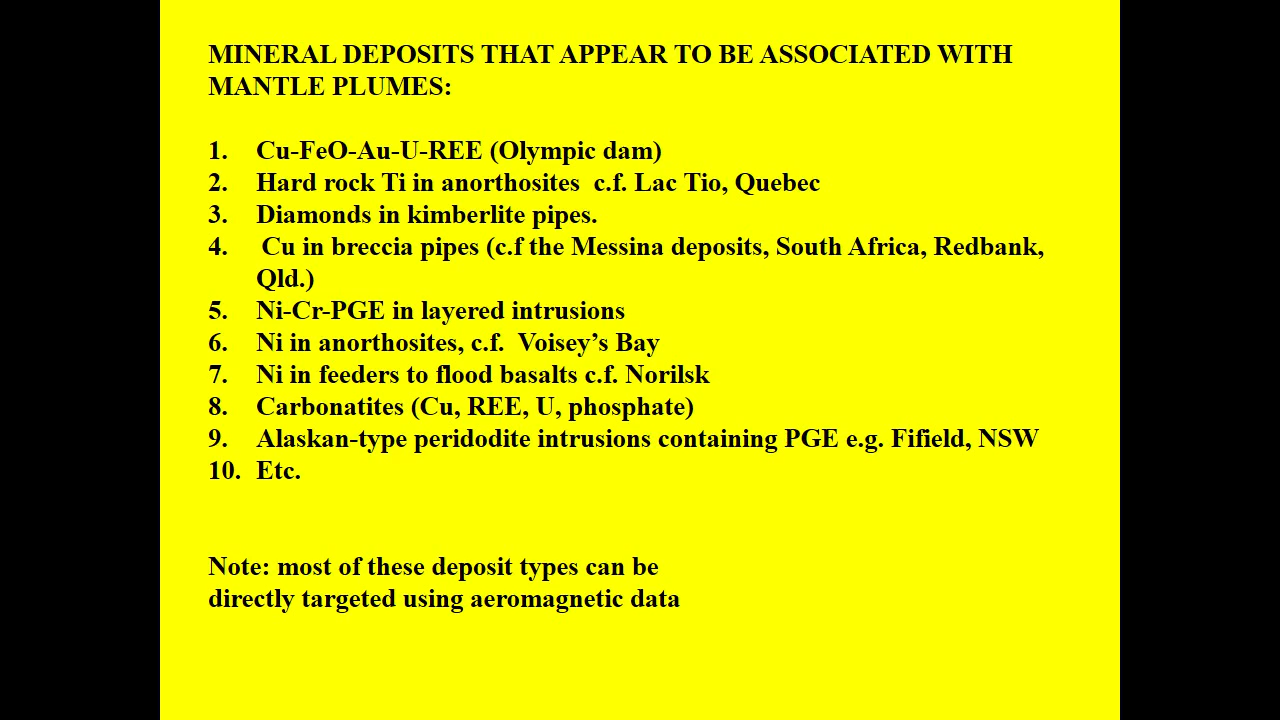 MINERAL DEPOSITS THAT APPEAR TO BE ASSOCIATED WITH
MANTLE PLUMES:
1. Cu-FeO-Au-U-REE (Olympic dam)
2. Hard rock Ti in anorthosites c.f. Lac Tio, Quebec
3. Diamonds in kimberlite pipes.
4. Cu in breccia pipes (c.f the Messina deposits, South Africa, Redbank,
Qld.)
5. Ni-Cr-PGE in layered intrusions
6. Ni in anorthosites, c.f. Voisey’s Bay
7. Ni in feeders to flood basalts c.f. Norilsk
8. Carbonatites (Cu, REE, U, phosphate)
9. Alaskan-type peridodite intrusions containing PGE e.g. Fifield, NSW
10. Etc.
Note: most of these deposit types can be
directly targeted using aeromagnetic data